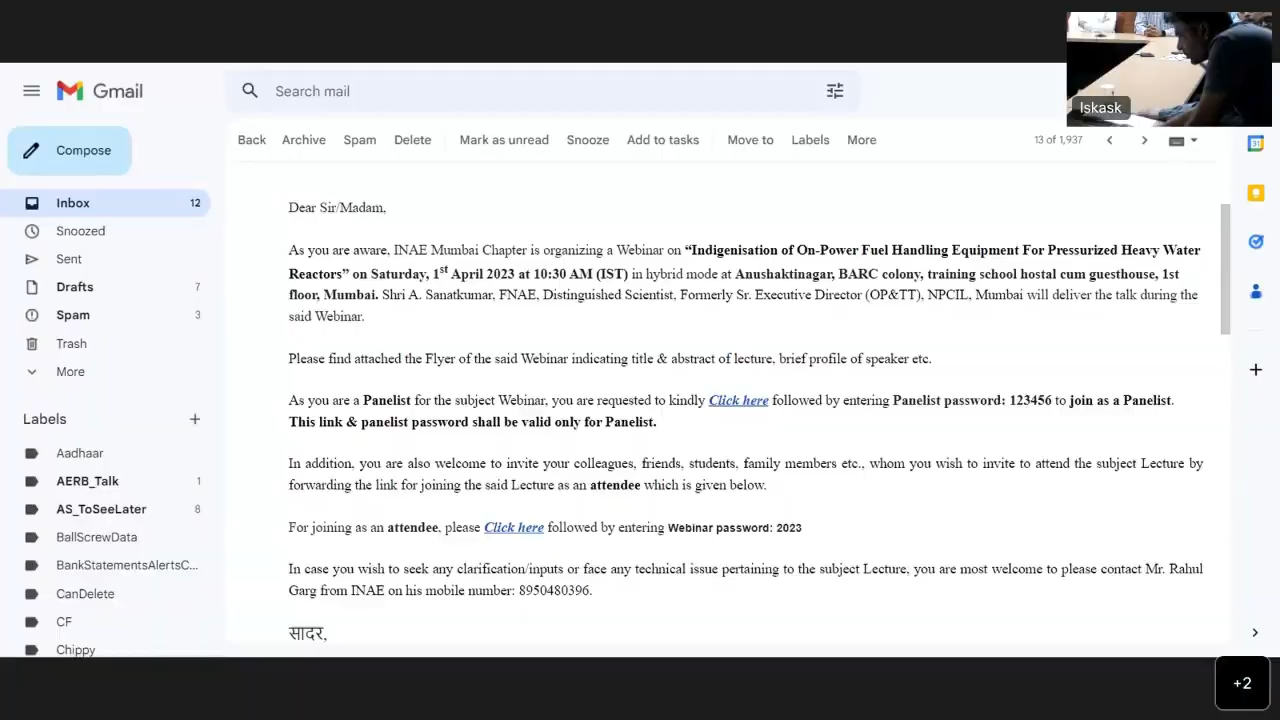 Gmail
Search mail
Iskask
Compose
Back Archive Spam Delete Mark as unread Snooze Add to tasks Move to Labels More 13 of 1,937
31
Inbox 12
Snoozed
Sent
Drafts 7
Spam 3
Trash
More
Labels
Aadhaar
AERB_Talk 1
AS_ToSeeLater 8
BallScrewData
BankStatementsAlertsC...
CanDelete
CF
Chippy
Dear Sir/Madam,
As you are aware, INAE Mumbai Chapter is organizing a Webinar on “Indigenisation of On-Power Fuel Handling Equipment For Pressurized Heavy Water
Reactors” on Saturday, 1st April 2023 at 10:30 AM (IST) in hybrid mode at Anushaktinagar, BARC colony, training school hostal cum guesthouse, 1st
floor, Mumbai. Shri A. Sanatkumar, FNAE, Distinguished Scientist, Formerly Sr. Executive Director (OP&TT), NPCIL, Mumbai will deliver the talk during the
said Webinar.
Please find attached the Flyer of the said Webinar indicating title & abstract of lecture, brief profile of speaker etc.
As you are a Panelist for the subject Webinar, you are requested to kindly Click here followed by entering Panelist password: 123456 to join as a Panelist.
This link & panelist password shall be valid only for Panelist.
In addition, you are also welcome to invite your colleagues, friends, students, family members etc., whom you wish to invite to attend the subject Lecture by
forwarding the link for joining the said Lecture as an attendee which is given below.
For joining as an attendee, please Click here followed by entering Webinar password: 2023
In case you wish to seek any clarification/inputs or face any technical issue pertaining to the subject Lecture, you are most welcome to please contact Mr. Rahul
Garg from INAE on his mobile number: 8950480396.
सादर,
+2